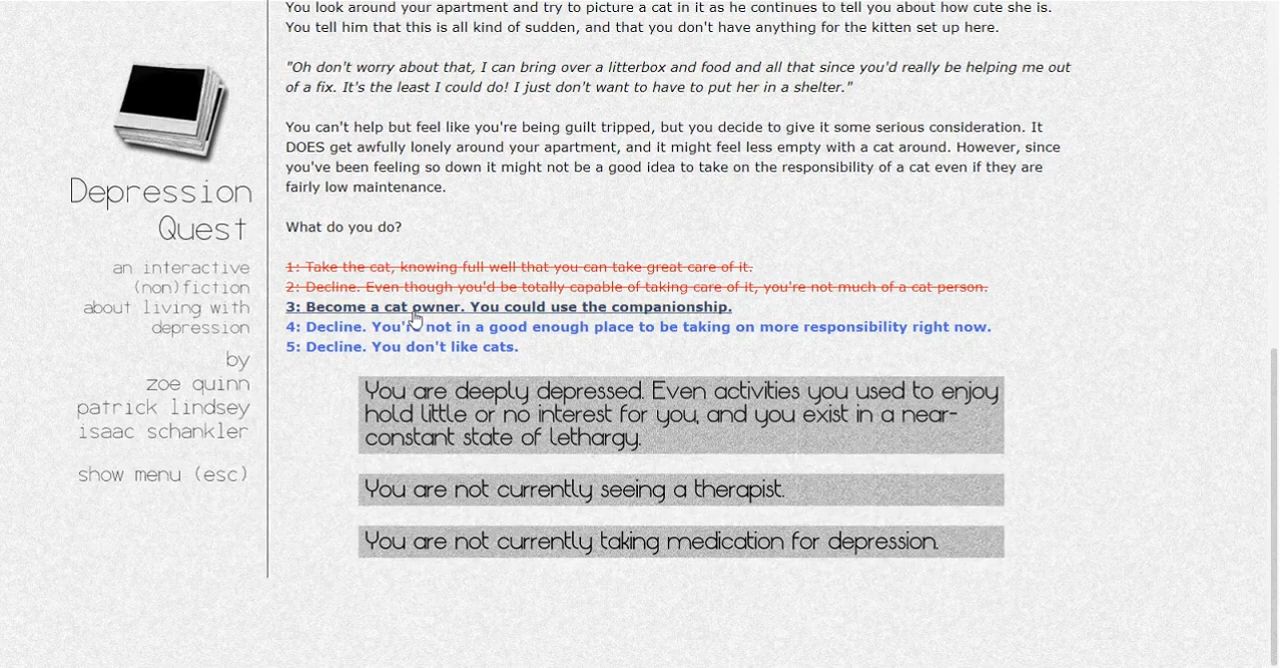 You look around your apartment and try to picture a cat in it as he continues to tell you about how cute she is.
You tell him that this is all kind of sudden, and that you don't have anything for the kitten set up here.
"Oh don't worry about that, I can bring over a litterbox and food and all that since you'd really be helping me out
of a fix. It's the least I could do! I just don't want to have to put her in a shelter."
You can't help but feel like you're being guilt tripped, but you decide to give it some serious consideration. It
DOES get awfully lonely around your apartment, and it might feel less empty with a cat around. However, since
you've been feeling so down it might not be a good idea to take on the responsibility of a cat even if they are
fairly low maintenance.
What do you do?
1: Take the cat, knowing full well that you can take great care of it.
2: Decline. Even though you'd be totally capable of taking care of it, you're not much of a cat person.
3: Become a cat owner. You could use the companionship.
4: Decline. You're not in a good enough place to be taking on more responsibility right now.
5: Decline. You don't like cats.
You are deeply depressed. Even activities you used to enjoy
hold little or no interest for you, and you exist in a near-
constant state of lethargy.
You are not currently seeing a therapist.
You are not currently taking medication for depression.
Depression
Quest
an interactive
(non)fiction
about living with
depression
by
zoe quinn
patrick lindsey
isaac schankler
show menu (esc)